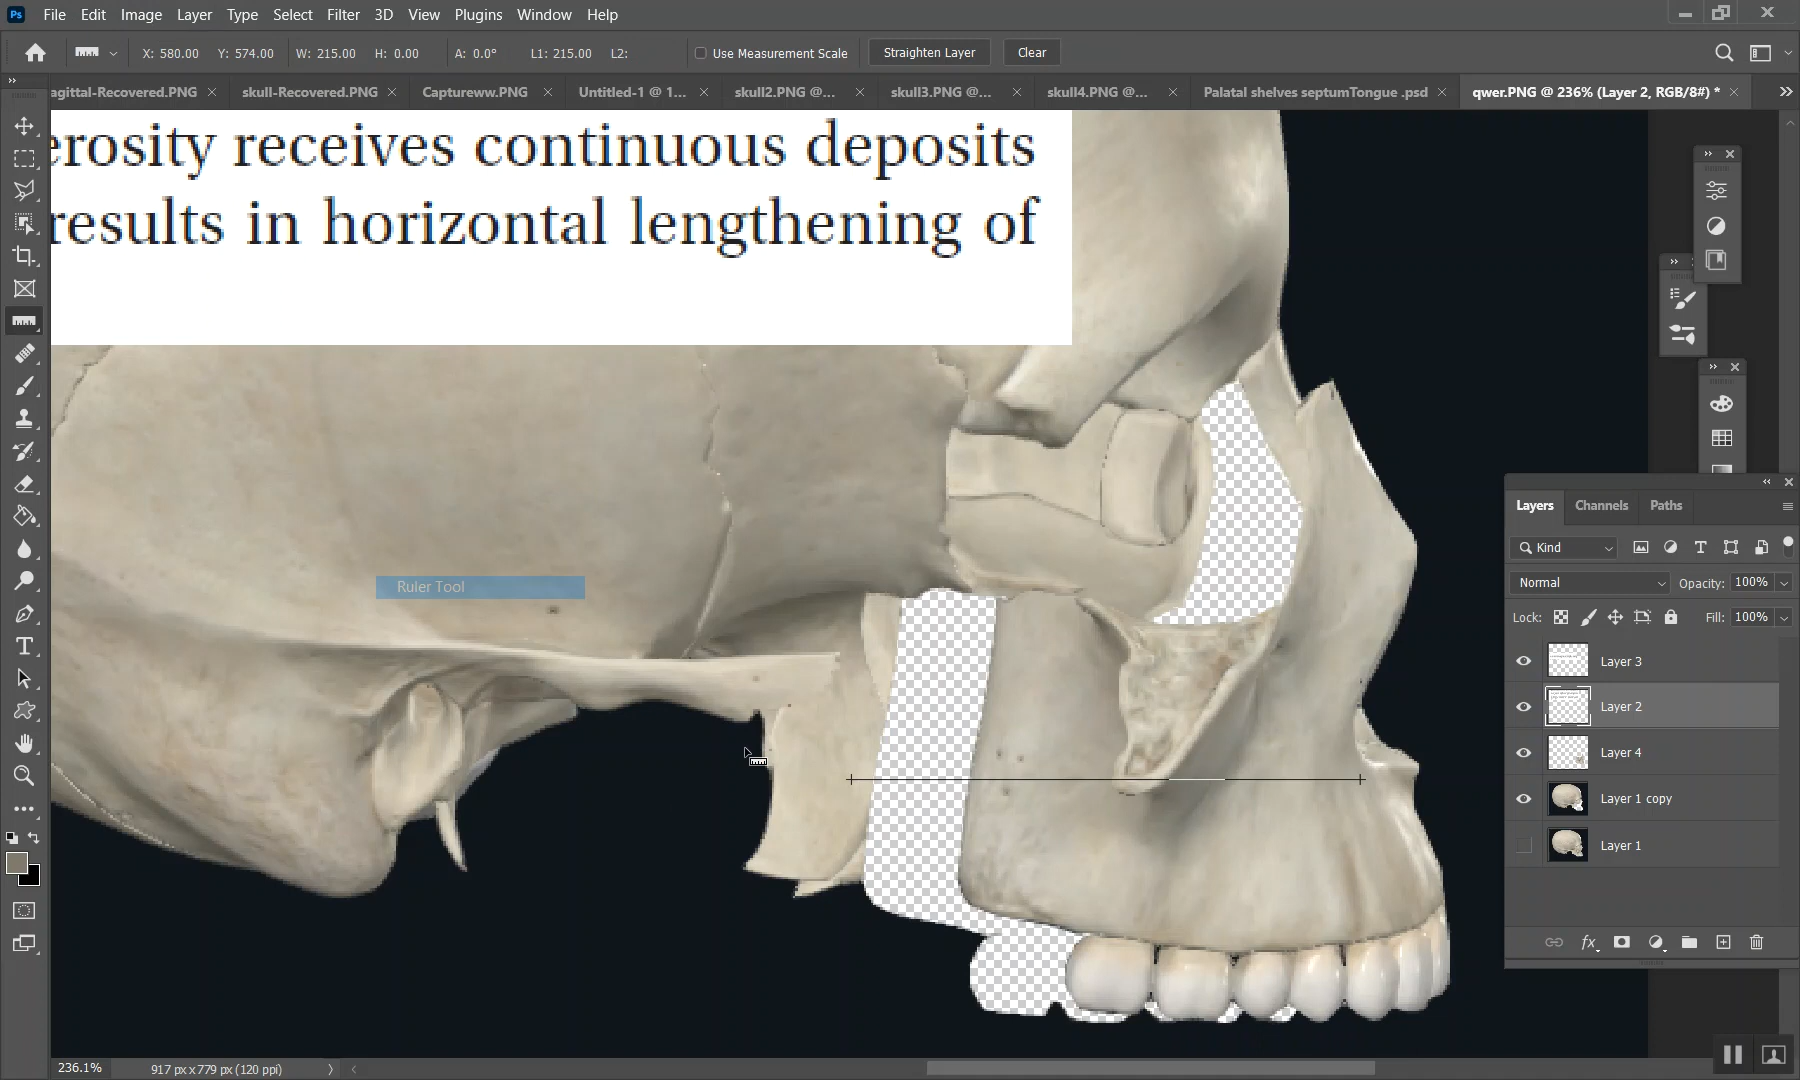 Ps File Edit Image Layer Type Select Filter 3D View Plugins Window Help
X: 580.00 Y: 574.00 W: 215.00 H: 0.00 A: 0.0° L1: 215.00 L2: Use Measurement Scale Straighten Layer Clear
agittal-Recovered.PNG skull-Recovered.PNG Captureww.PNG Untitled-1 @ 1... skull2.PNG @... skull3.PNG @... skull4.PNG @... Palatal shelves septumTongue .psd qwer.PNG @ 236% (Layer 2, RGB/8#) *
erosity receives continuous deposits
results in horizontal lengthening of
Ruler Tool
Layers Channels Paths
Kind
Normal Opacity: 100%
Lock: Fill: 100%
Layer 3
Layer 2
Layer 4
Layer 1 copy
Layer 1
fx
236.1% 917 px x 779 px (120 ppi)